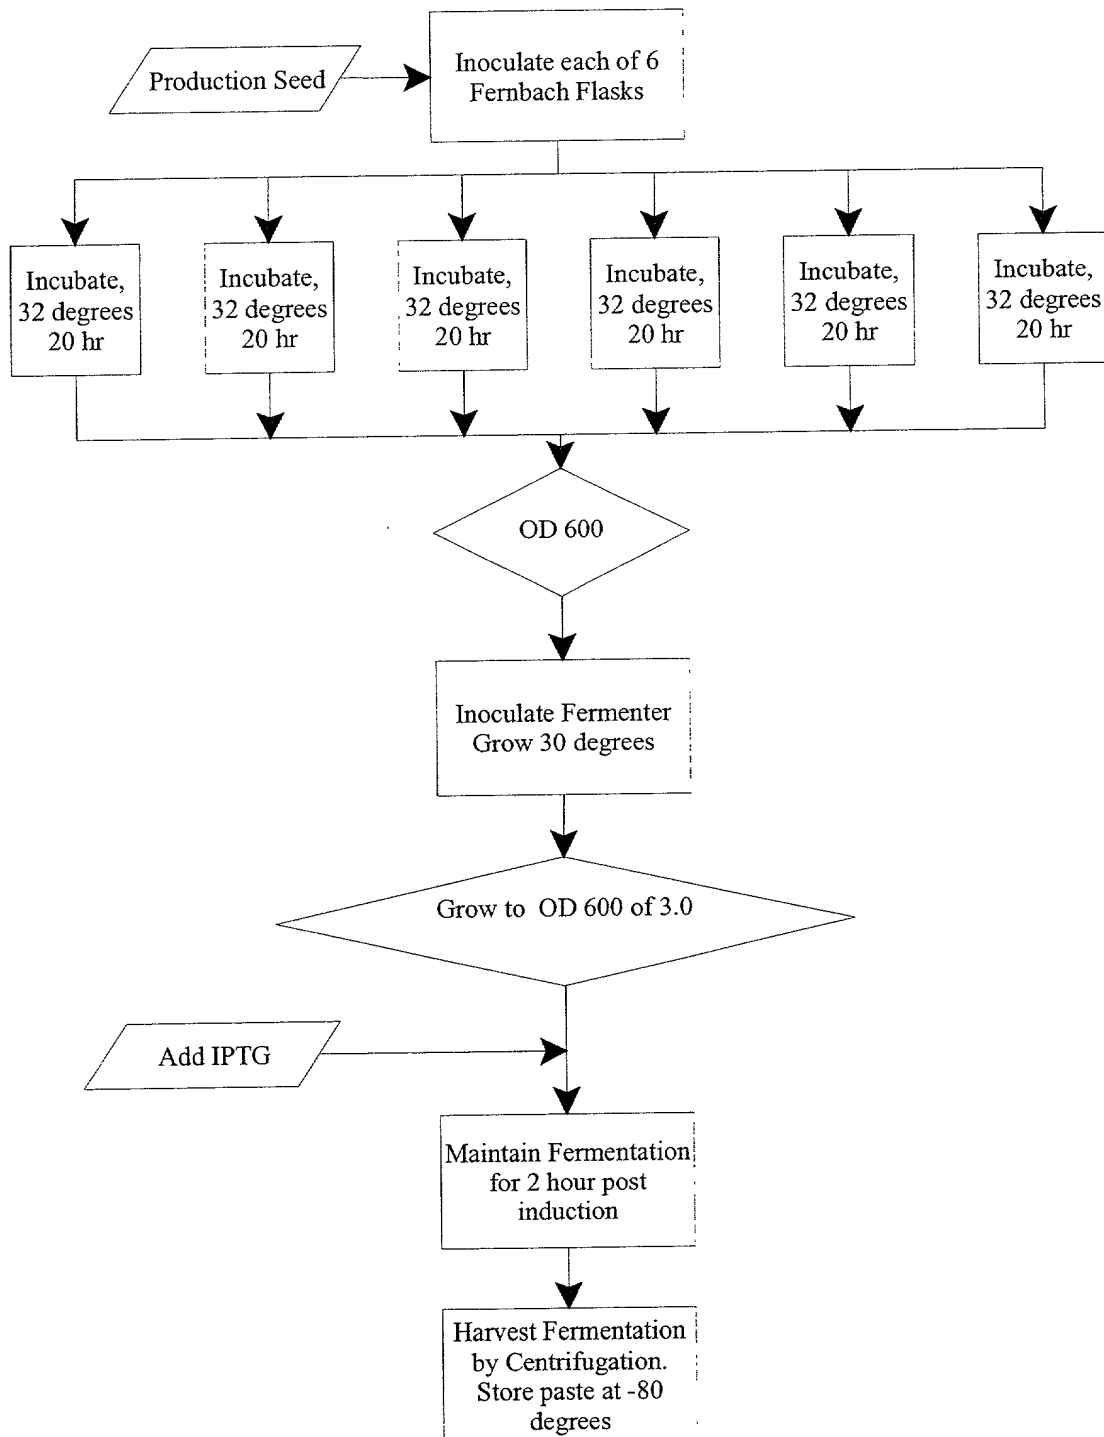 Production Seed
Inoculate each of 6
Fernbach Flasks
Incubate,
32 degrees
20 hr
Incubate,
32 degrees
20 hr
Incubate,
32 degrees
20 hr
Incubate,
32 degrees
20 hr
Incubate,
32 degrees
20 hr
Incubate,
32 degrees
20 hr
OD 600
Inoculate Fermenter
Grow 30 degrees
Grow to OD 600 of 3.0
Add IPTG
Maintain Fermentation
for 2 hour post
induction
Harvest Fermentation
by Centrifugation.
Store paste at -80
degrees